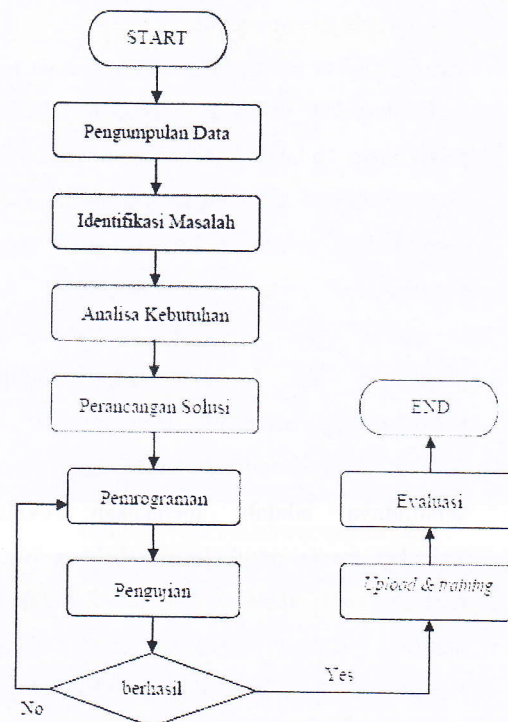 START
Pengumpulan Data
Identifikasi Masalah
Analisa Kebutuhan
Perancangan Solusi
Pemrograman
Pengujian
berhasil
No
Yes
Upload & training
Evaluasi
END